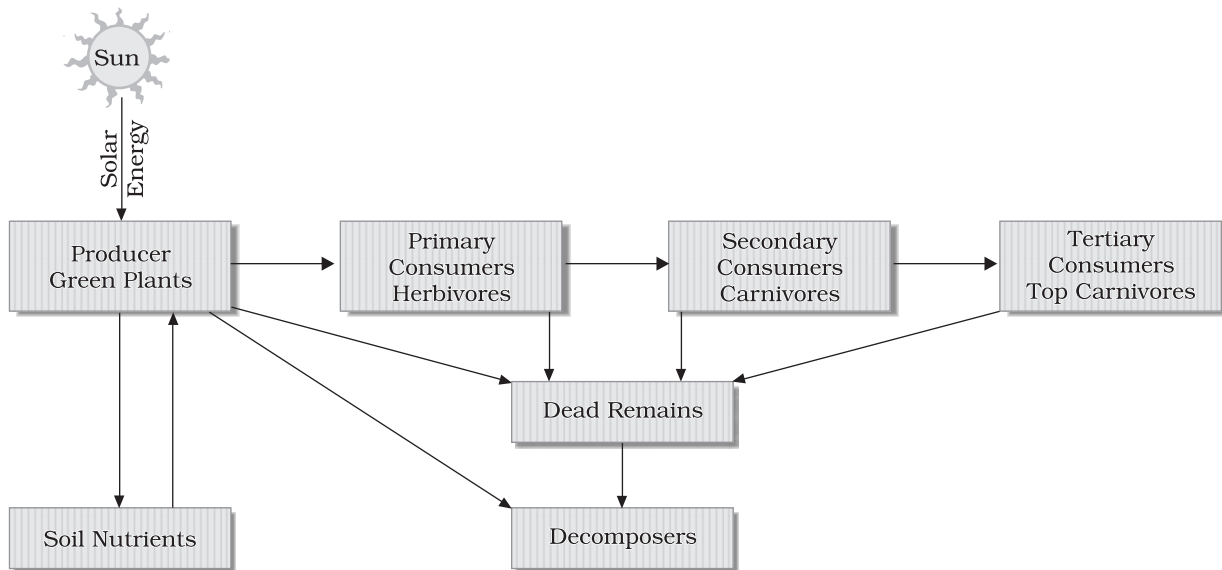 Sun
Solar
Energy
Producer
Green Plants
Primary
Consumers
Herbivores
Secondary
Consumers
Carnivores
Tertiary
Consumers
Top Carnivores
Dead Remains
Soil Nutrients
Decomposers